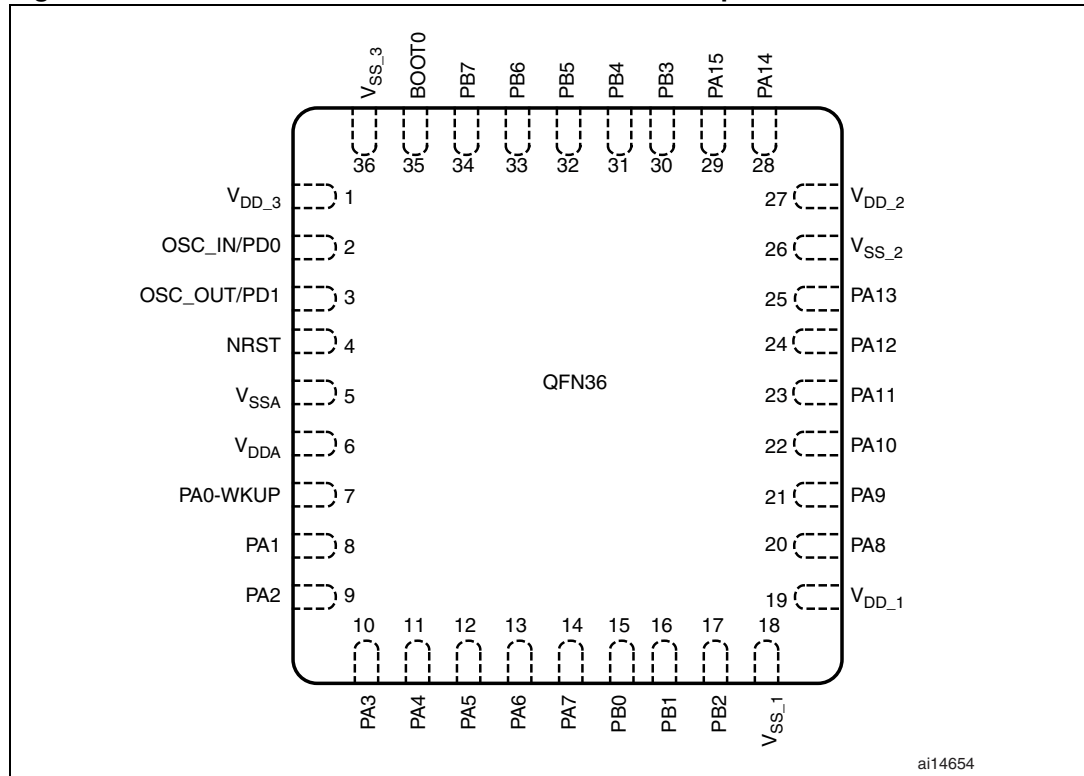 VSS_3
BOOT0
PB7
PB6
PB5
PB4
PB3
PA15
PA14
36
35
34
33
32
31
30
29
28
VDD_3 1
OSC_IN/PD0 2
OSC_OUT/PD1 3
NRST 4
VSSA 5
VDDA 6
PA0-WKUP 7
PA1 8
PA2 9
QFN36
27 VDD_2
26 VSS_2
25 PA13
24 PA12
23 PA11
22 PA10
21 PA9
20 PA8
19 VDD_1
10
11
12
13
14
15
16
17
18
PA3
PA4
PA5
PA6
PA7
PB0
PB1
PB2
VSS_1
ai14654